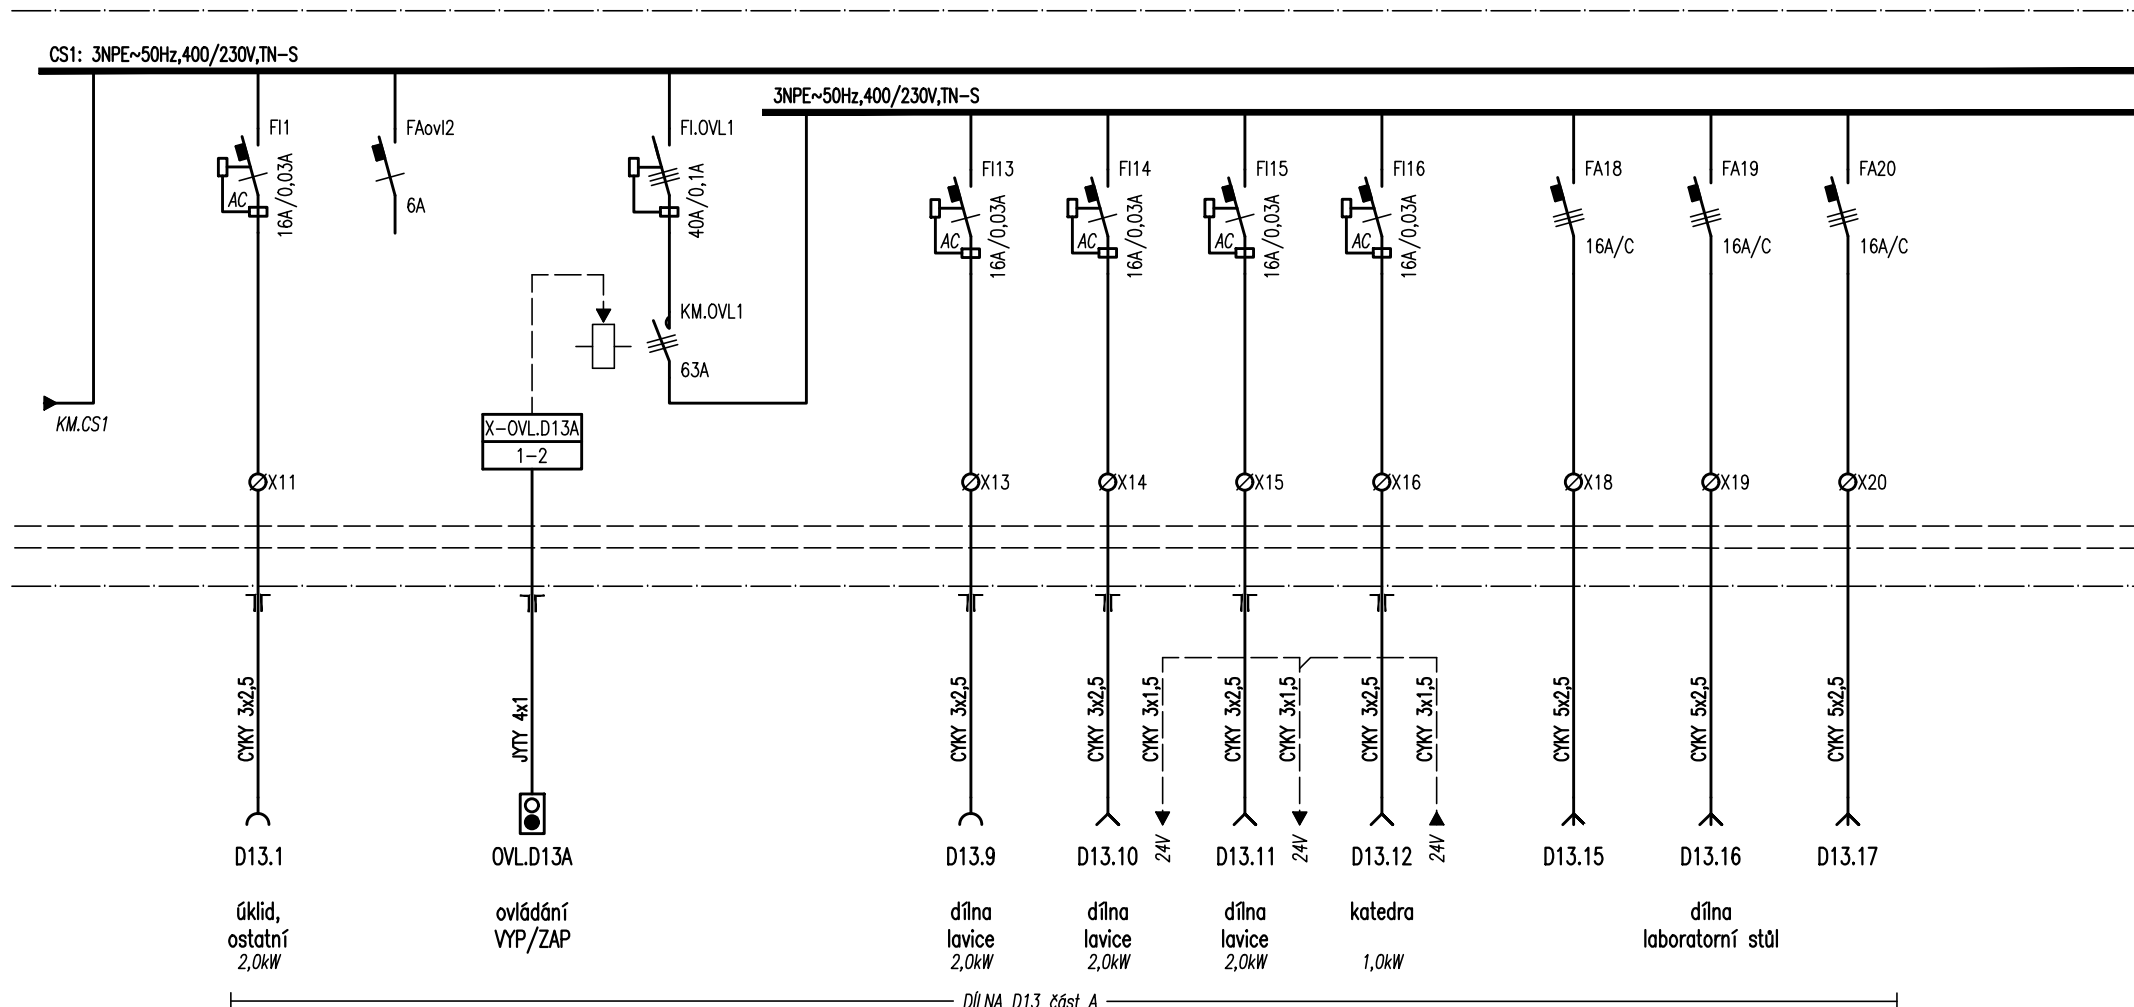 CS1: 3NPE~50Hz,400/230V,TN-S
3NPE~50Hz,400/230V,TN-S
FI1
AC
16A/0,03A
FAovl2
6A
FI.OVL1
40A/0,1A
FI13
AC
16A/0,03A
FI14
AC
16A/0,03A
FI15
AC
16A/0,03A
FI16
AC
16A/0,03A
FA18
16A/C
FA19
16A/C
FA20
16A/C
KM.OVL1
63A
KM.CS1
X-OVL.D13A
1-2
X11
X13
X14
X15
X16
X18
X19
X20
CYKY 3x2,5
JYTY 4x1
CYKY 3x2,5
CYKY 3x2,5
CYKY 3x1,5
CYKY 3x2,5
CYKY 3x1,5
CYKY 3x2,5
CYKY 3x1,5
CYKY 5x2,5
CYKY 5x2,5
CYKY 5x2,5
D13.1
OVL.D13A
D13.9
D13.10
24V
D13.11
24V
D13.12
24V
D13.15
D13.16
D13.17
úklid,
ostatní
2,0kW
ovládání
VYP/ZAP
dílna
lavice
2,0kW
dílna
lavice
2,0kW
dílna
lavice
2,0kW
katedra
1,0kW
dílna
laboratorní stůl
DÍLNA D13 část A